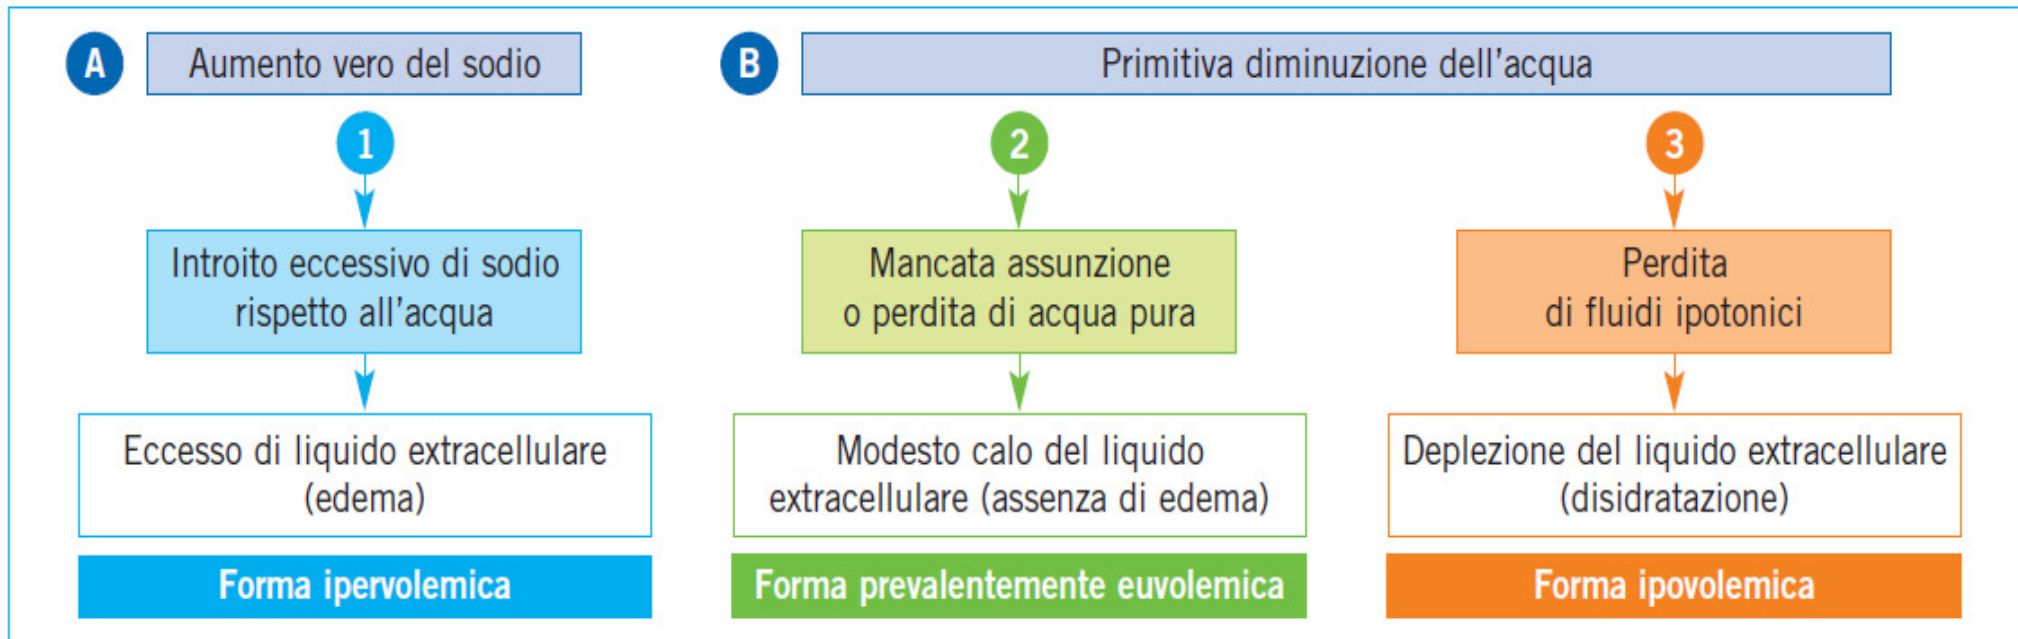 A
Aumento vero del sodio
B
Primitiva diminuzione dell'acqua
1
2
3
Introito eccessivo di sodio
rispetto all'acqua
Mancata assunzione
o perdita di acqua pura
Perdita
di fluidi ipotonici
Eccesso di liquido extracellulare
(edema)
Modesto calo del liquido
extracellulare (assenza di edema)
Deplezione del liquido extracellulare
(disidratazione)
Forma ipervolemica
Forma prevalentemente euvolemica
Forma ipovolemica